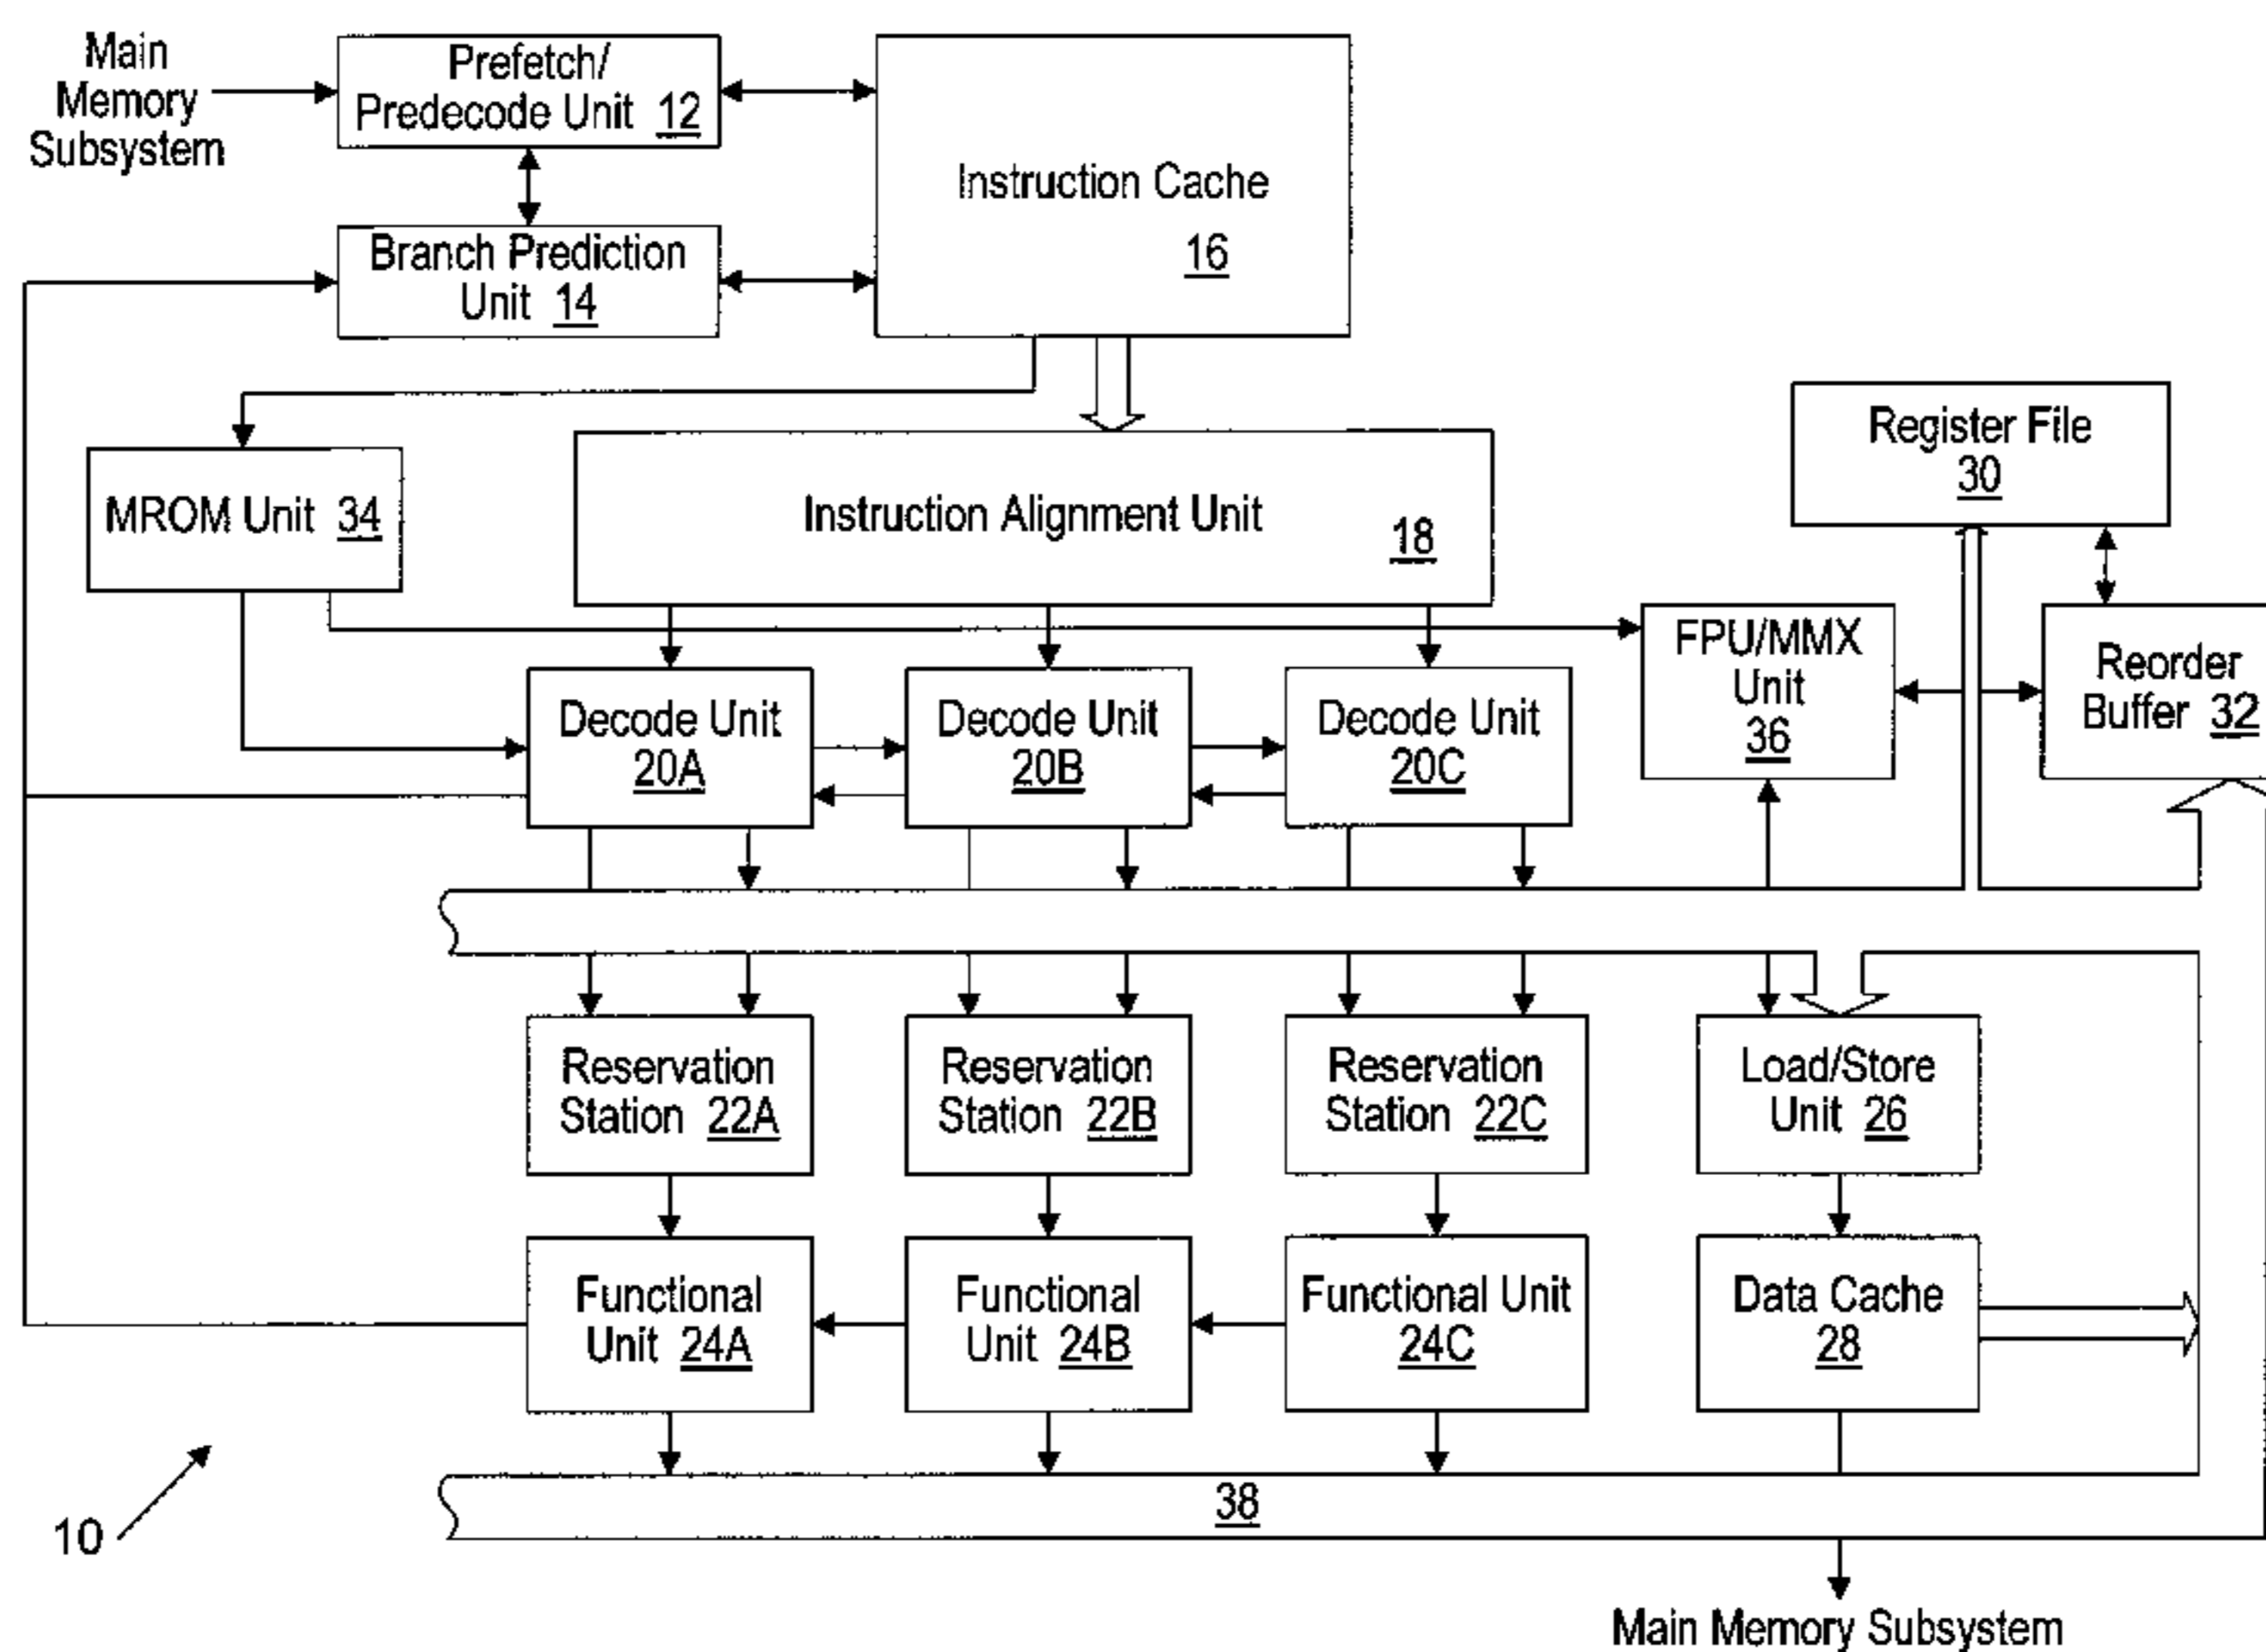 Main
Memory
Subsystem
Prefetch/
Predecode Unit 12
Instruction Cache
16
Branch Prediction
Unit 14
Register File
30
MROM Unit 34
Instruction Alignment Unit
18
FPU/MMX
Unit
36
Reorder
Buffer 32
Decode Unit
20A
Decode Unit
20B
Decode Unit
20C
Reservation
Station 22A
Reservation
Station 22B
Reservation
Station 22C
Load/Store
Unit 26
Functional
Unit 24A
Functional
Unit 24B
Functional Unit
24C
Data Cache
28
38
10
Main Memory Subsystem